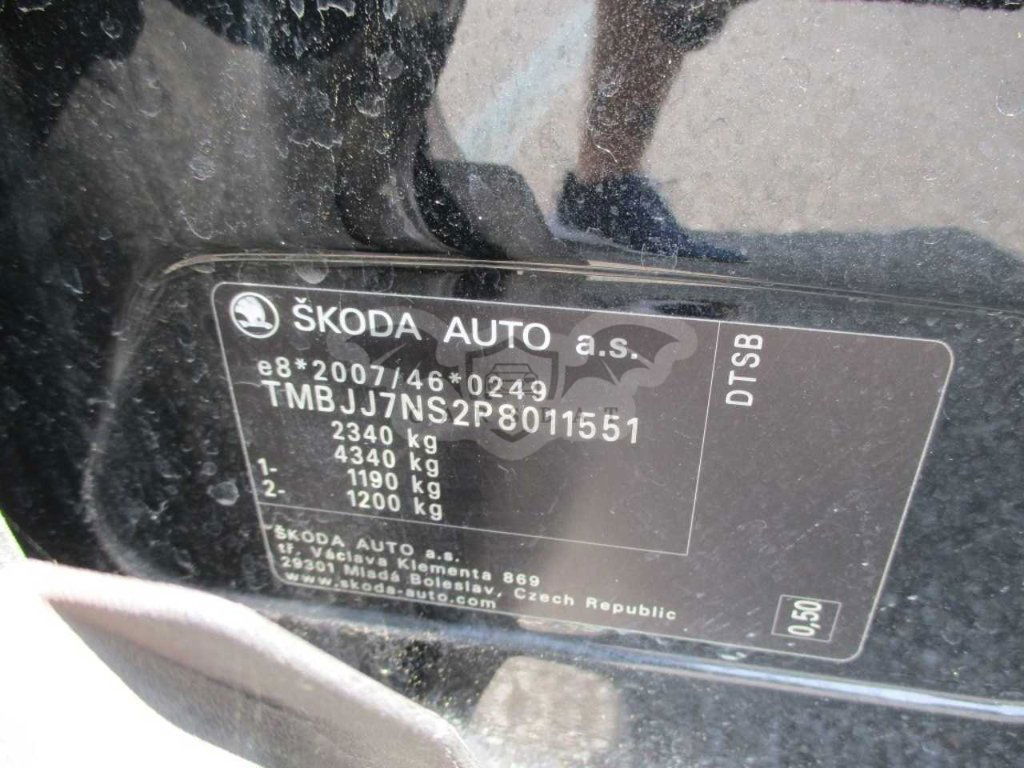 ŠKODA AUTO a.s.
e8*2007/46*0249
TMBJJ7NS2P8011551
2340 kg
4340 kg
1- 1190 kg
2- 1200 kg
ŠKODA AUTO a.s.
tř. Václava Klementa 869
29301 Mladá Boleslav, Czech Republic
www.skoda-auto.com
DTSB
0,50